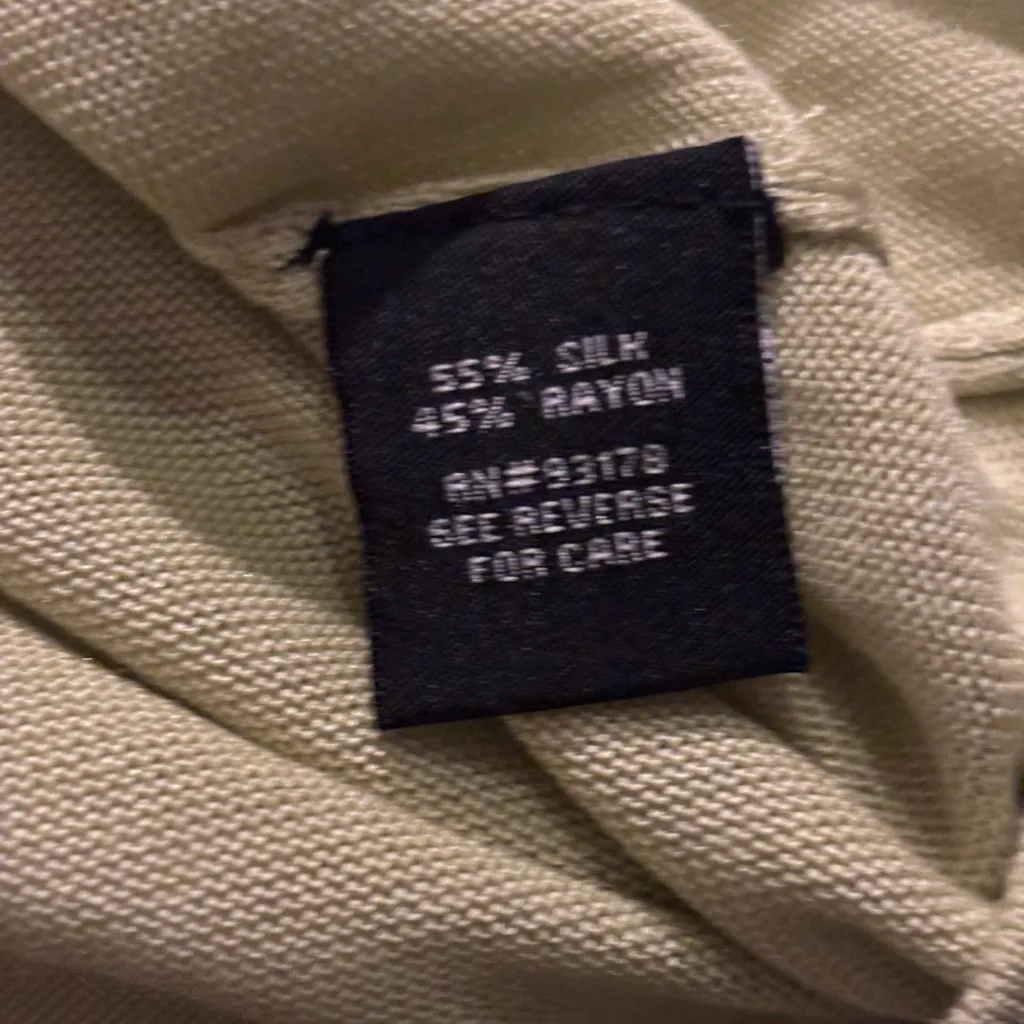 55% SILK
45% RAYON
RN#93178
SEE REVERSE
FOR CARE